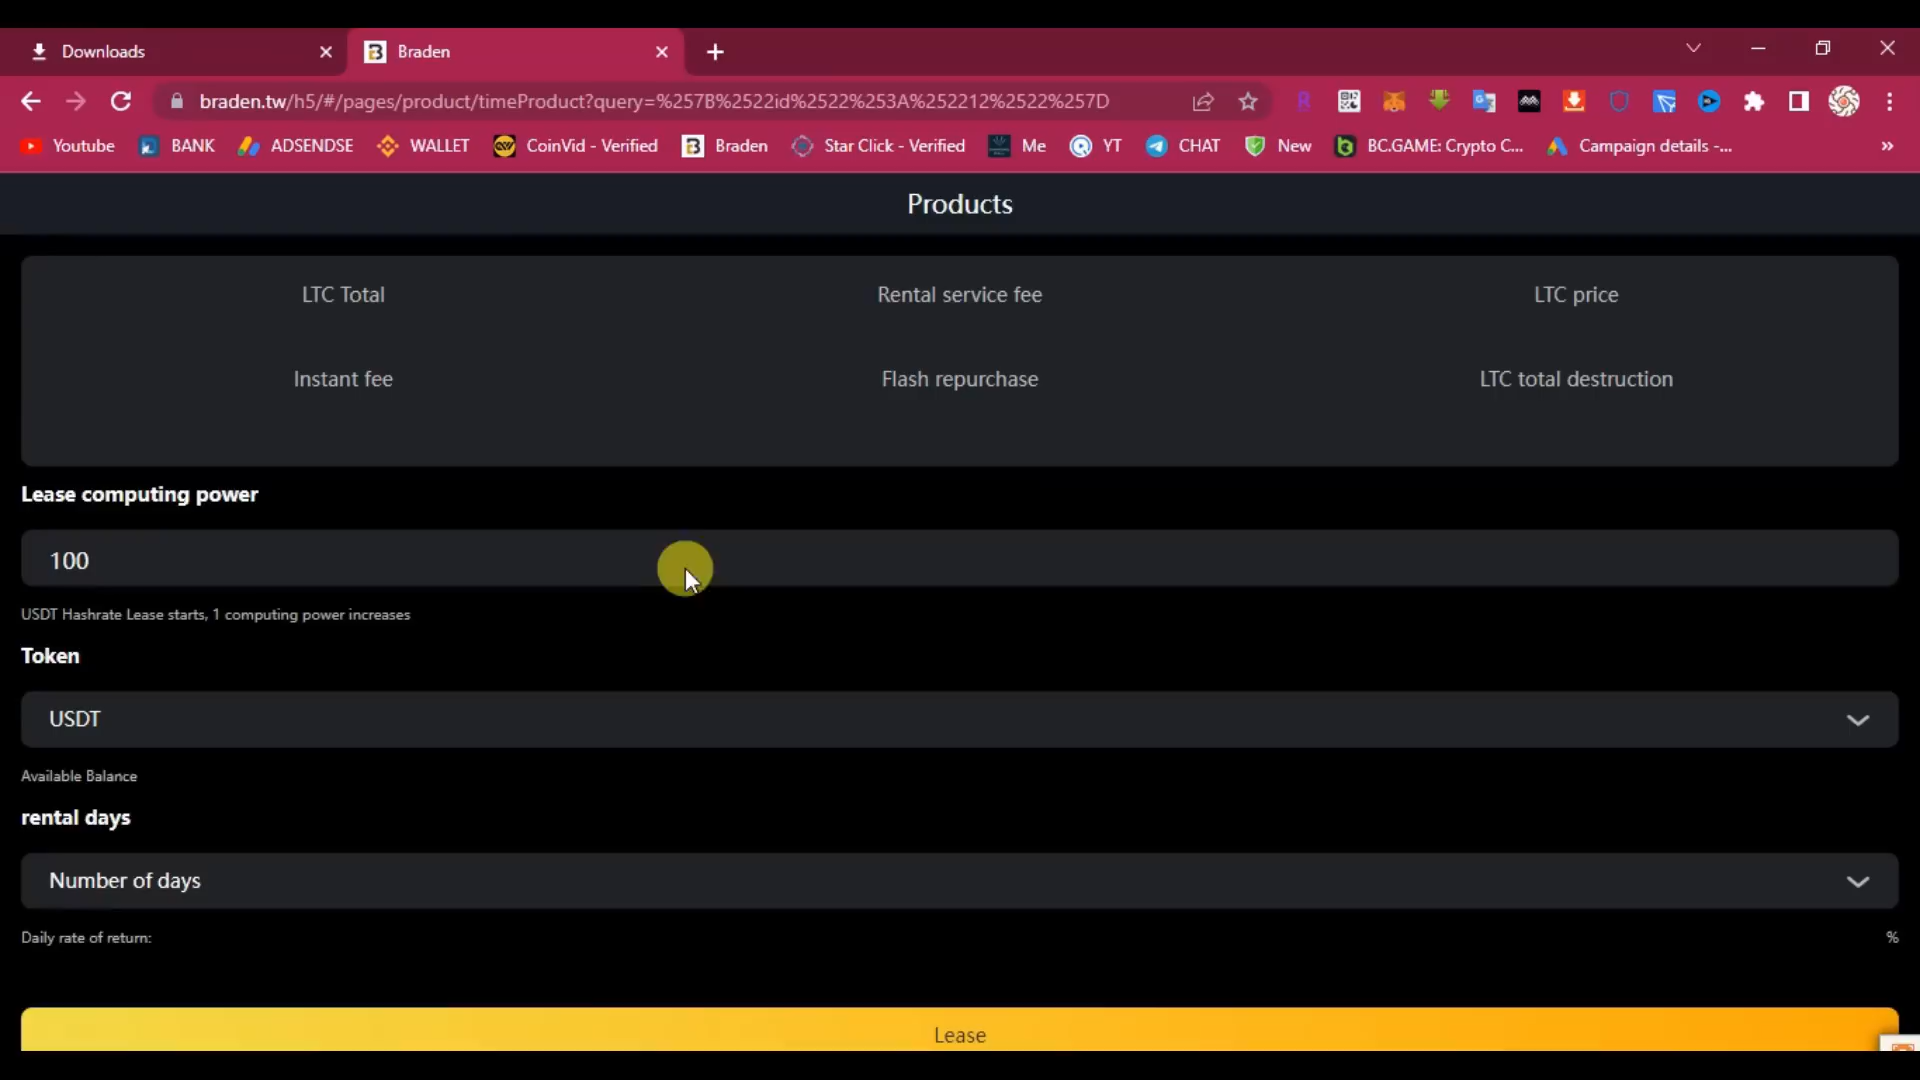 Downloads
Braden
braden.tw/h5/#/pages/product/timeProduct?query=%257B%2522id%2522%253A%252212%2522%257D
Youtube BANK ADSENDSE WALLET CoinVid - Verified Braden Star Click - Verified Me YT CHAT New BC.GAME: Crypto C... Campaign details -... »
Products
LTC Total Rental service fee LTC price
Instant fee Flash repurchase LTC total destruction
Lease computing power
100
USDT Hashrate Lease starts, 1 computing power increases
Token
USDT
Available Balance
rental days
Number of days
Daily rate of return: %
Lease